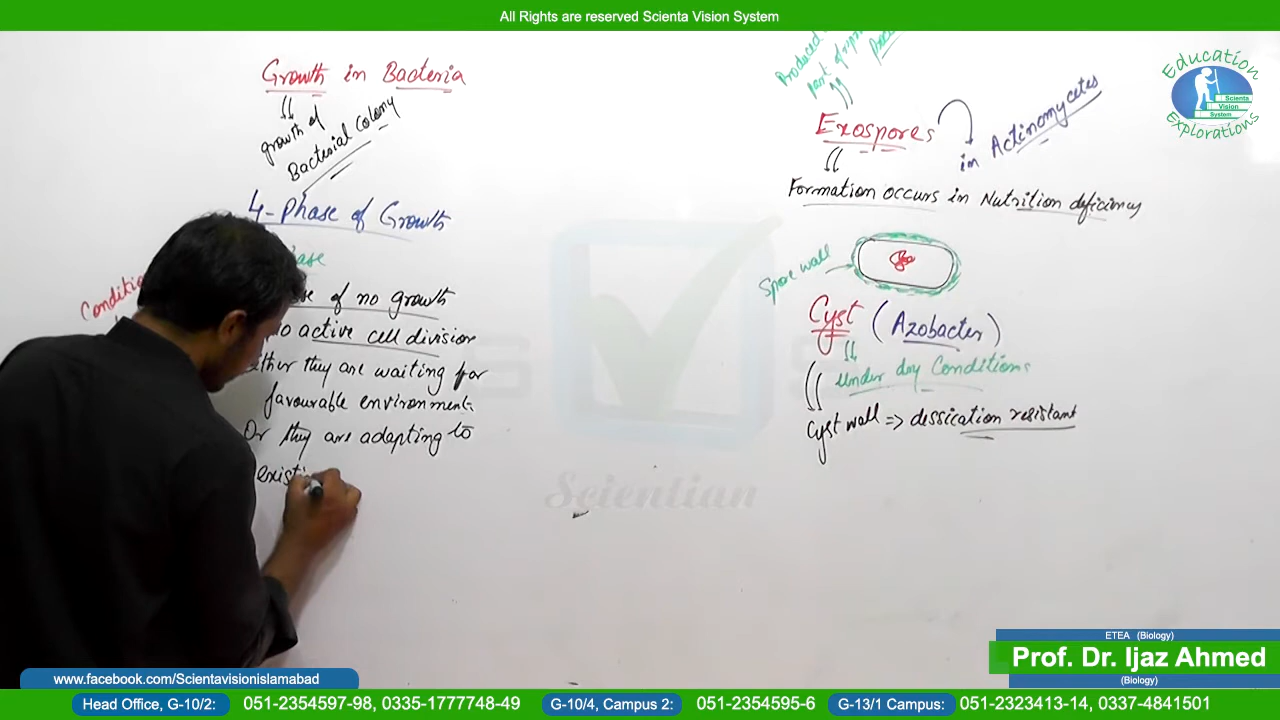 All Rights are reserved Scienta Vision System
Growth in Bacteria
growth of
Bacterial Colony
4- Phase of Growth
of no growth
active cell division
they are waiting for
favourable environment.
Or they are adapting to
Produced
part of
Exospores
in Actinomycetes
Formation occurs in Nutrition deficiency
Spore wall
Cyst (Azobacter)
Under dry Conditions
Cyst wall => dessication resistant
Scientian
Education
Scienta
Vision
System
Explorations
ETEA (Biology)
Prof. Dr. Ijaz Ahmed
(Biology)
www.facebook.com/Scientavisionislamabad
Head Office, G-10/2: 051-2354597-98, 0335-1777748-49 G-10/4, Campus 2: 051-2354595-6 G-13/1 Campus: 051-2323413-14, 0337-4841501